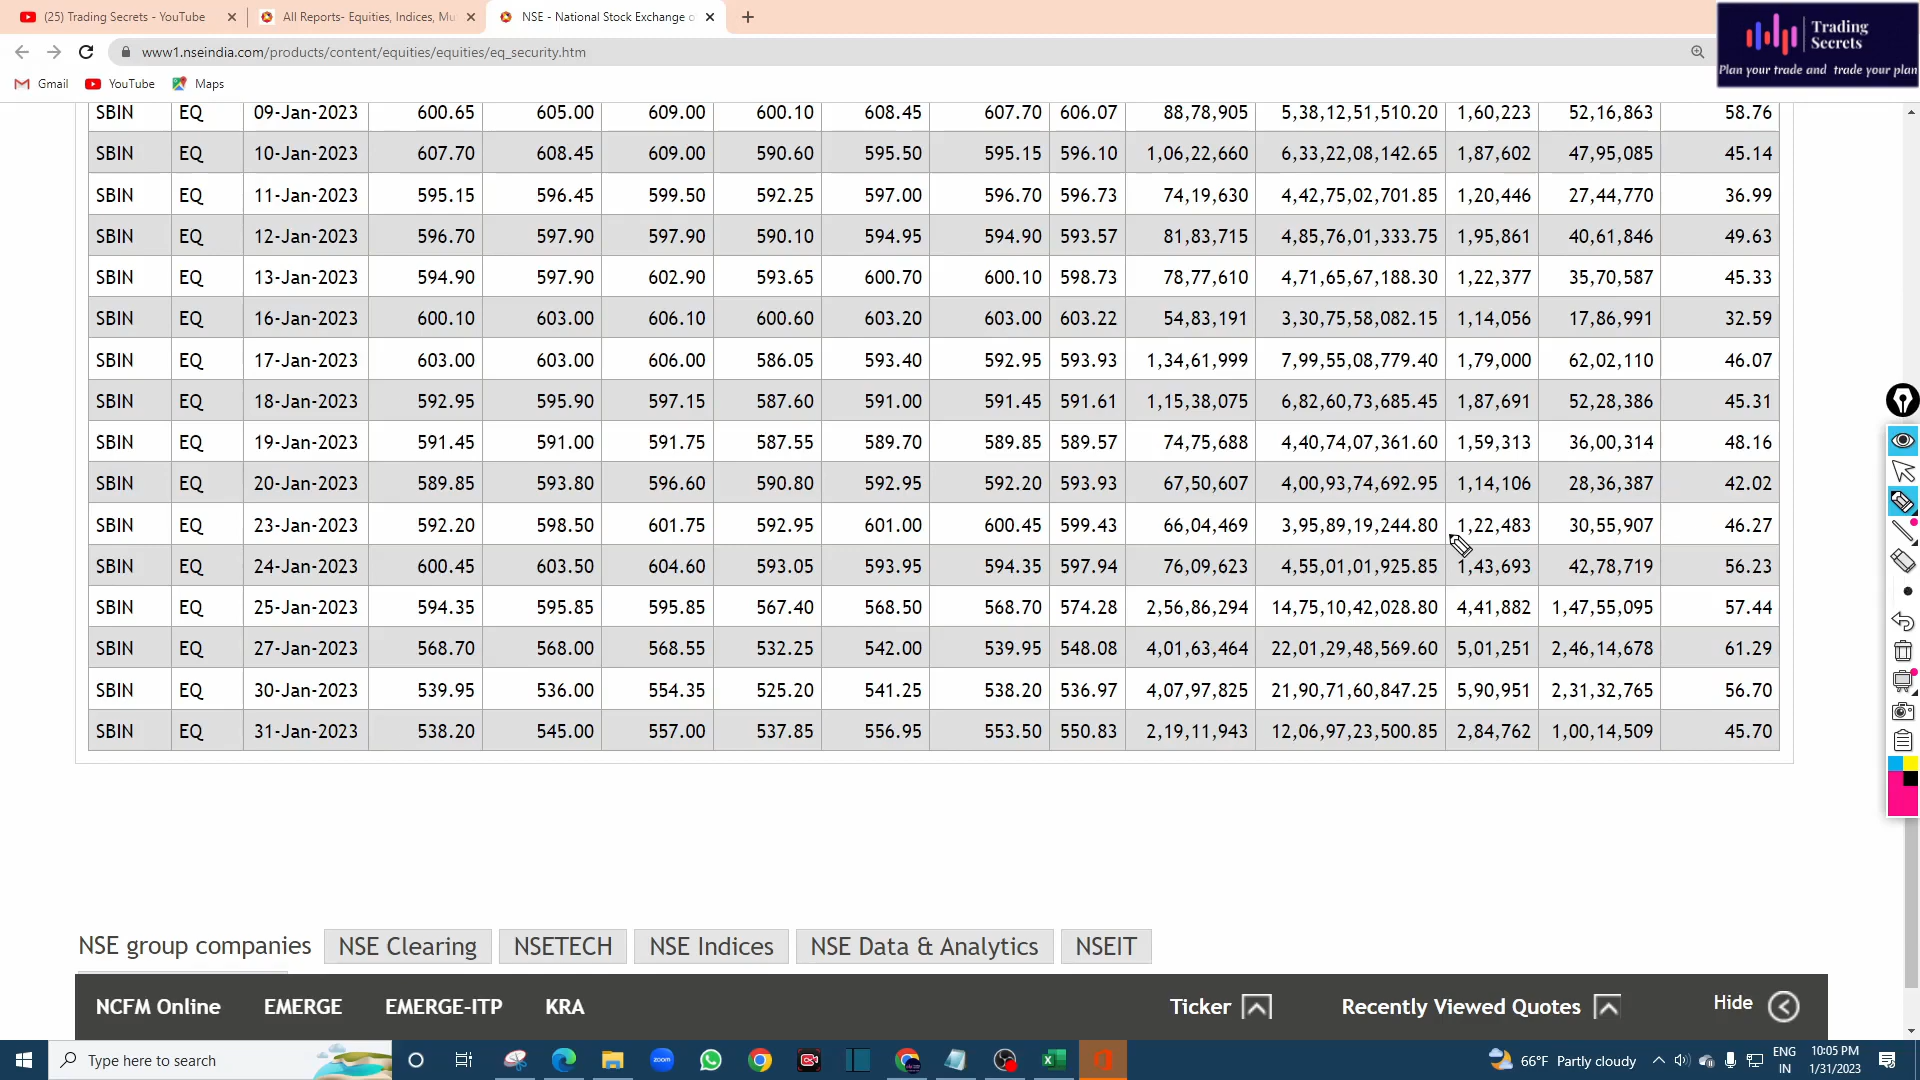 (25) Trading Secrets - YouTube
All Reports- Equities, Indices, Mu
NSE - National Stock Exchange o
www1.nseindia.com/products/content/equities/equities/eq_security.htm
Gmail YouTube Maps
Trading
Secrets
Plan your trade and trade your plan
SBIN EQ 09-Jan-2023 600.65 605.00 609.00 600.10 608.45 607.70 606.07 88,78,905 5,38,12,51,510.20 1,60,223 52,16,863 58.76
SBIN EQ 10-Jan-2023 607.70 608.45 609.00 590.60 595.50 595.15 596.10 1,06,22,660 6,33,22,08,142.65 1,87,602 47,95,085 45.14
SBIN EQ 11-Jan-2023 595.15 596.45 599.50 592.25 597.00 596.70 596.73 74,19,630 4,42,75,02,701.85 1,20,446 27,44,770 36.99
SBIN EQ 12-Jan-2023 596.70 597.90 597.90 590.10 594.95 594.90 593.57 81,83,715 4,85,76,01,333.75 1,95,861 40,61,846 49.63
SBIN EQ 13-Jan-2023 594.90 597.90 602.90 593.65 600.70 600.10 598.73 78,77,610 4,71,65,67,188.30 1,22,377 35,70,587 45.33
SBIN EQ 16-Jan-2023 600.10 603.00 606.10 600.60 603.20 603.00 603.22 54,83,191 3,30,75,58,082.15 1,14,056 17,86,991 32.59
SBIN EQ 17-Jan-2023 603.00 603.00 606.00 586.05 593.40 592.95 593.93 1,34,61,999 7,99,55,08,779.40 1,79,000 62,02,110 46.07
SBIN EQ 18-Jan-2023 592.95 595.90 597.15 587.60 591.00 591.45 591.61 1,15,38,075 6,82,60,73,685.45 1,87,691 52,28,386 45.31
SBIN EQ 19-Jan-2023 591.45 591.00 591.75 587.55 589.70 589.85 589.57 74,75,688 4,40,74,07,361.60 1,59,313 36,00,314 48.16
SBIN EQ 20-Jan-2023 589.85 593.80 596.60 590.80 592.95 592.20 593.93 67,50,607 4,00,93,74,692.95 1,14,106 28,36,387 42.02
SBIN EQ 23-Jan-2023 592.20 598.50 601.75 592.95 601.00 600.45 599.43 66,04,469 3,95,89,19,244.80 1,22,483 30,55,907 46.27
SBIN EQ 24-Jan-2023 600.45 603.50 604.60 593.05 593.95 594.35 597.94 76,09,623 4,55,01,01,925.85 1,43,693 42,78,719 56.23
SBIN EQ 25-Jan-2023 594.35 595.85 595.85 567.40 568.50 568.70 574.28 2,56,86,294 14,75,10,42,028.80 4,41,882 1,47,55,095 57.44
SBIN EQ 27-Jan-2023 568.70 568.00 568.55 532.25 542.00 539.95 548.08 4,01,63,464 22,01,29,48,569.60 5,01,251 2,46,14,678 61.29
SBIN EQ 30-Jan-2023 539.95 536.00 554.35 525.20 541.25 538.20 536.97 4,07,97,825 21,90,71,60,847.25 5,90,951 2,31,32,765 56.70
SBIN EQ 31-Jan-2023 538.20 545.00 557.00 537.85 556.95 553.50 550.83 2,19,11,943 12,06,97,23,500.85 2,84,762 1,00,14,509 45.70
NSE group companies NSE Clearing NSETECH NSE Indices NSE Data & Analytics NSEIT
NCFM Online EMERGE EMERGE-ITP KRA Ticker Recently Viewed Quotes Hide
Type here to search
zoom
66°F Partly cloudy
ENG
IN
10:05 PM
1/31/2023